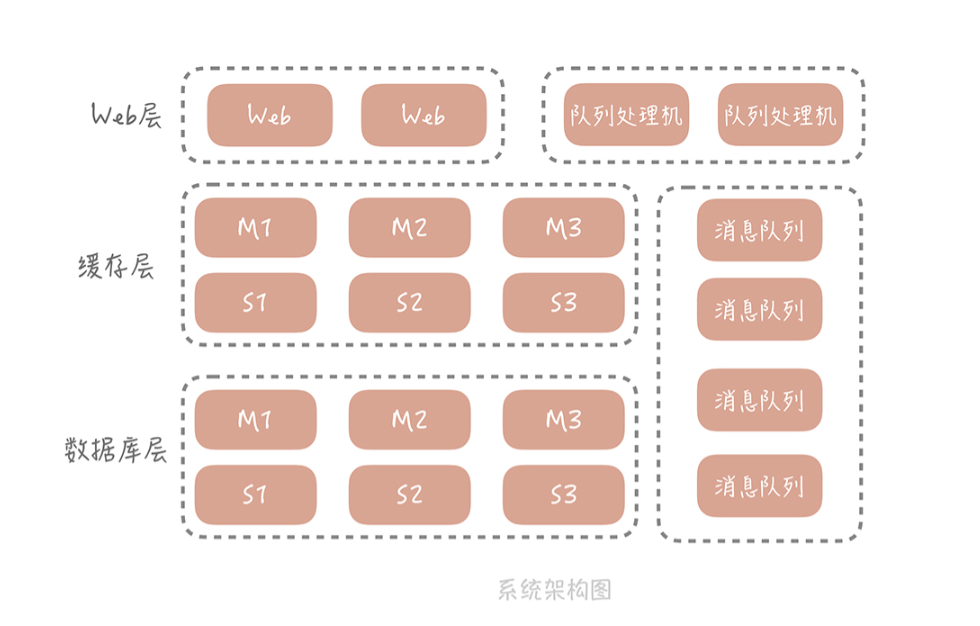 Web层
Web
Web
队列处理机
队列处理机
缓存层
M1
M2
M3
S1
S2
S3
消息队列
消息队列
消息队列
消息队列
数据库层
M1
M2
M3
S1
S2
S3
系统架构图